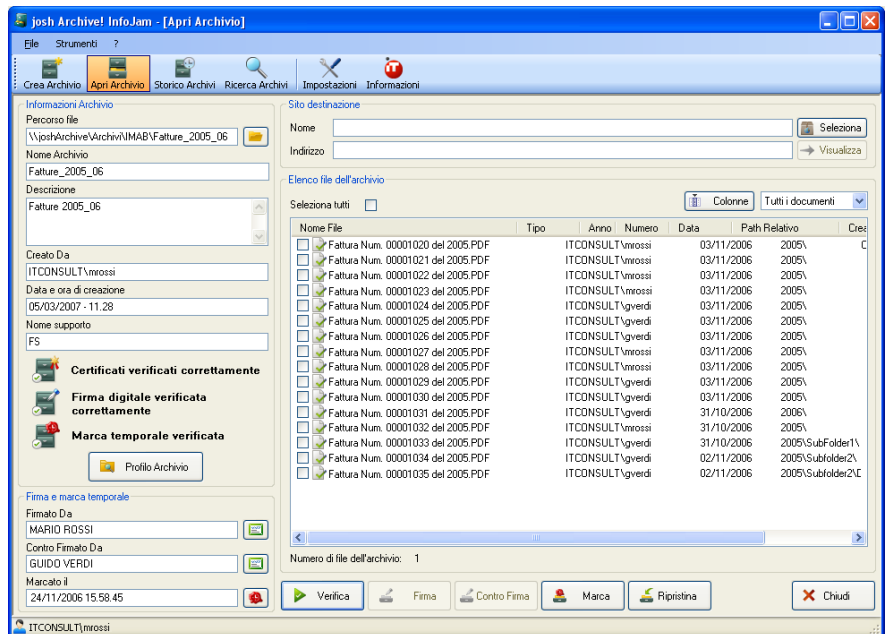 josh Archive! InfoJam - [Apri Archivio]
File Strumenti ?
Crea Archivio Apri Archivio Storico Archivi Ricerca Archivi Impostazioni Informazioni
Informazioni Archivio
Percorso file
\\joshArchive\Archivi\IMAB\Fatture_2005_06
Nome Archivio
Fatture_2005_06
Descrizione
Fatture 2005_06
Creato Da
ITCONSULT\mrossi
Data e ora di creazione
05/03/2007 - 11.28
Nome supporto
FS
Certificati verificati correttamente
Firma digitale verificata
correttamente
Marca temporale verificata
Profilo Archivio
Firma e marca temporale
Firmato Da
MARIO ROSSI
Contro Firmato Da
GUIDO VERDI
Marcato il
24/11/2006 15.58.45
Sito destinazione
Nome Seleziona
Indirizzo Visualizza
Elenco file dell'archivio
Seleziona tutti Colonne Tutti i documenti
Nome File Tipo Anno Numero Data Path Relativo Crea
Fattura Num. 00001020 del 2005.PDF ITCONSULT\mrossi 03/11/2006 2005\ C
Fattura Num. 00001021 del 2005.PDF ITCONSULT\mrossi 03/11/2006 2005\
Fattura Num. 00001022 del 2005.PDF ITCONSULT\mrossi 03/11/2006 2005\
Fattura Num. 00001023 del 2005.PDF ITCONSULT\mrossi 03/11/2006 2005\
Fattura Num. 00001024 del 2005.PDF ITCONSULT\gverdi 03/11/2006 2005\
Fattura Num. 00001025 del 2005.PDF ITCONSULT\gverdi 03/11/2006 2005\
Fattura Num. 00001026 del 2005.PDF ITCONSULT\gverdi 03/11/2006 2005\
Fattura Num. 00001027 del 2005.PDF ITCONSULT\mrossi 03/11/2006 2005\
Fattura Num. 00001028 del 2005.PDF ITCONSULT\mrossi 03/11/2006 2005\
Fattura Num. 00001029 del 2005.PDF ITCONSULT\gverdi 03/11/2006 2005\
Fattura Num. 00001030 del 2005.PDF ITCONSULT\gverdi 03/11/2006 2005\
Fattura Num. 00001031 del 2005.PDF ITCONSULT\gverdi 31/10/2006 2006\
Fattura Num. 00001032 del 2005.PDF ITCONSULT\mrossi 31/10/2006 2005\
Fattura Num. 00001033 del 2005.PDF ITCONSULT\gverdi 31/10/2006 2005\SubFolder1\
Fattura Num. 00001034 del 2005.PDF ITCONSULT\gverdi 02/11/2006 2005\Subfolder2\
Fattura Num. 00001035 del 2005.PDF ITCONSULT\gverdi 02/11/2006 2005\Subfolder2\D
Numero di file dell'archivio: 1
Verifica Firma Contro Firma Marca Ripristina Chiudi
ITCONSULT\mrossi